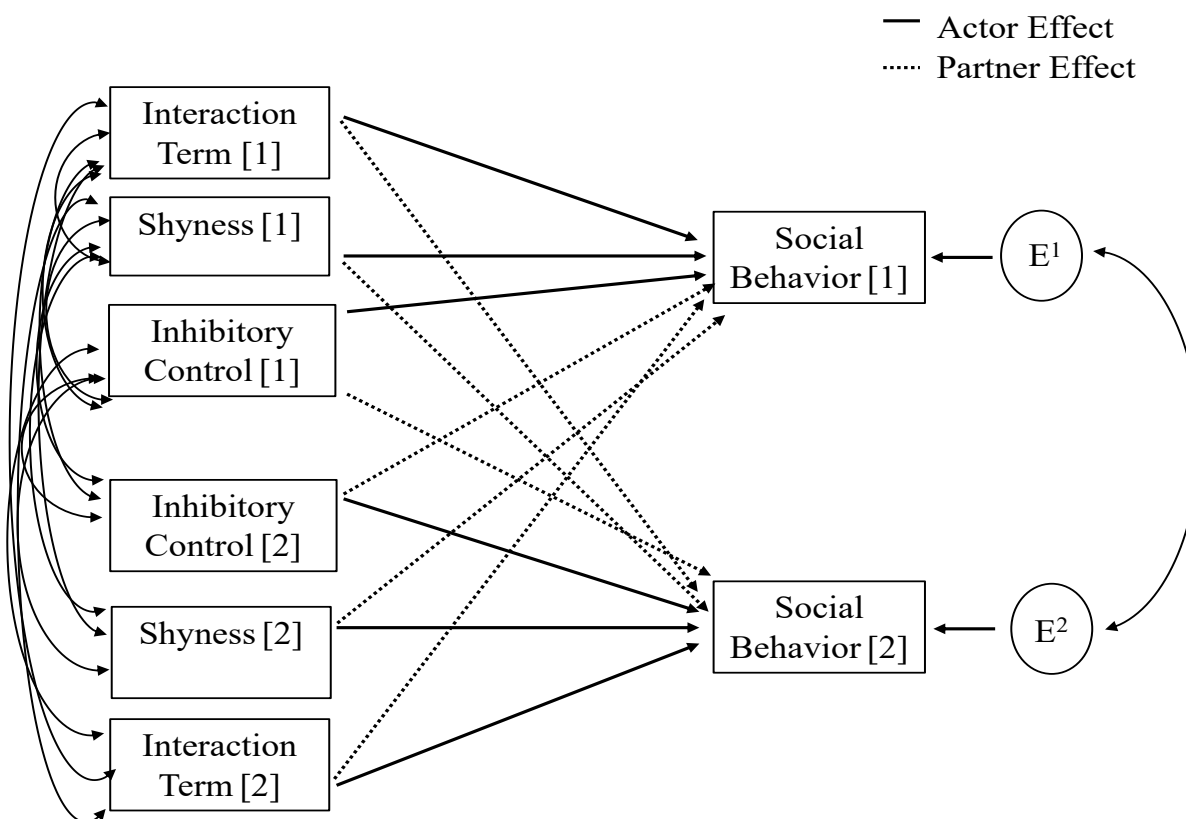 Actor Effect
Partner Effect
Interaction
Term [1]
Shyness [1]
Inhibitory
Control [1]
Inhibitory
Control [2]
Shyness [2]
Interaction
Term [2]
Social
Behavior [1]
Social
Behavior [2]
E¹
E²